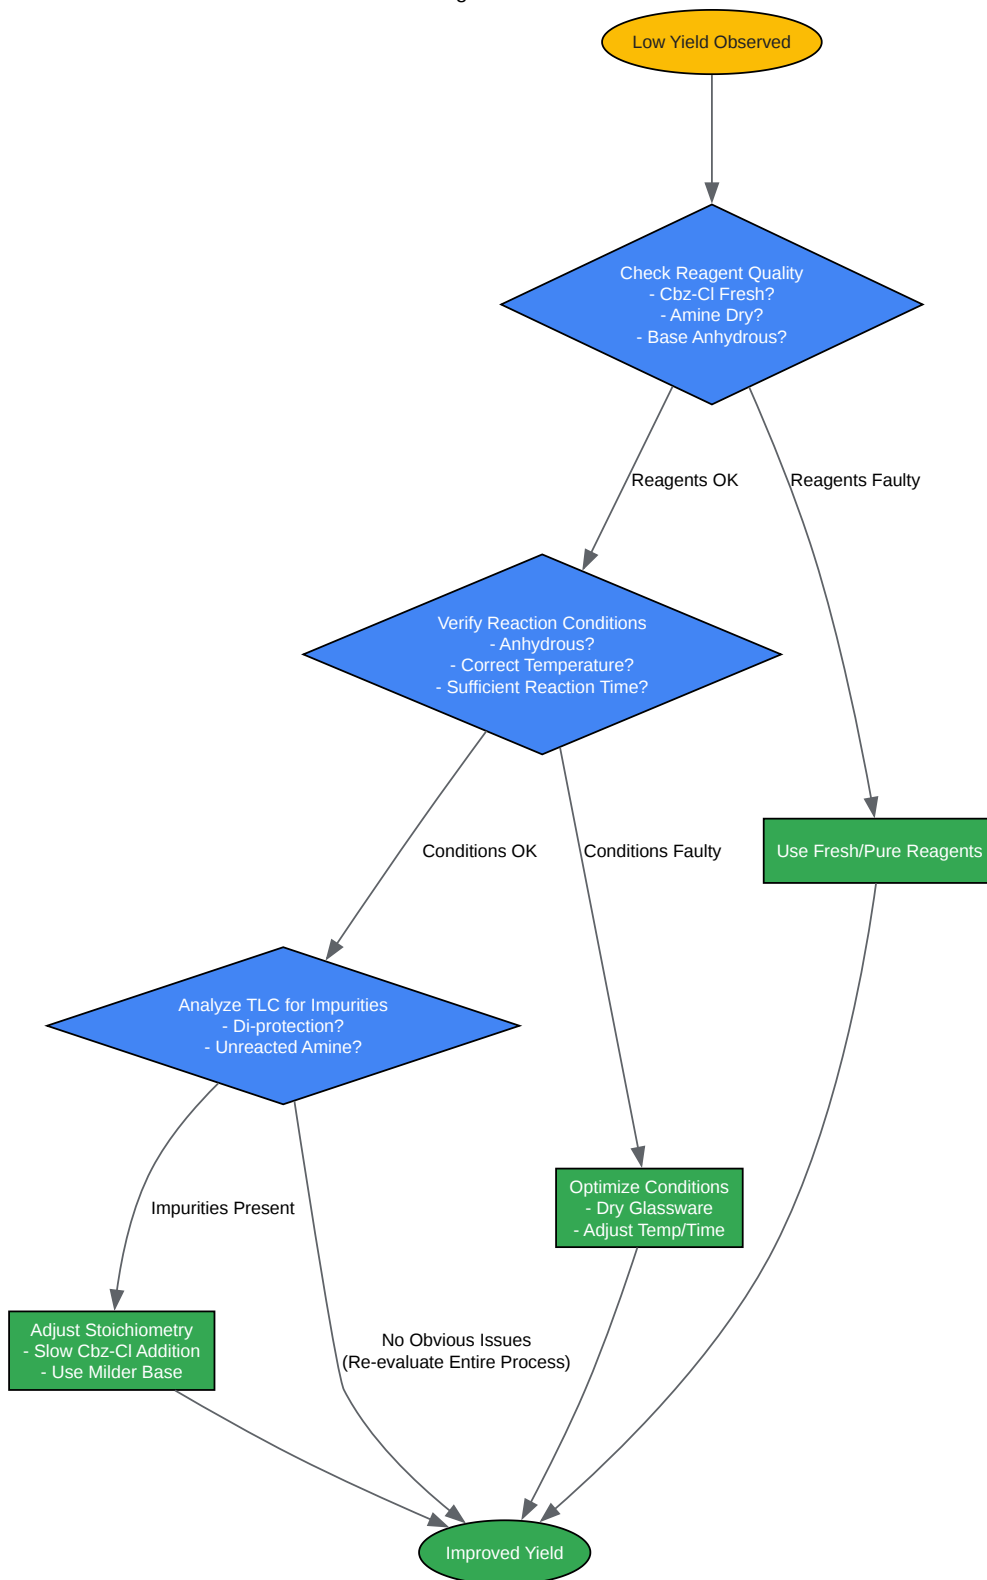 Low Yield Observed
Check Reagent Quality
- Cbz-Cl Fresh?
- Amine Dry?
- Base Anhydrous?
Reagents OK
Reagents Faulty
Verify Reaction Conditions
- Anhydrous?
- Correct Temperature?
- Sufficient Reaction Time?
Conditions OK
Conditions Faulty
Use Fresh/Pure Reagents
Analyze TLC for Impurities
- Di-protection?
- Unreacted Amine?
Impurities Present
Optimize Conditions
- Dry Glassware
- Adjust Temp/Time
Adjust Stoichiometry
- Slow Cbz-Cl Addition
- Use Milder Base
No Obvious Issues
(Re-evaluate Entire Process)
Improved Yield